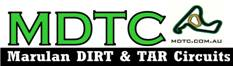 MDTC
MDTC.COM.AU
Marulan DIRT & TAR Circuits